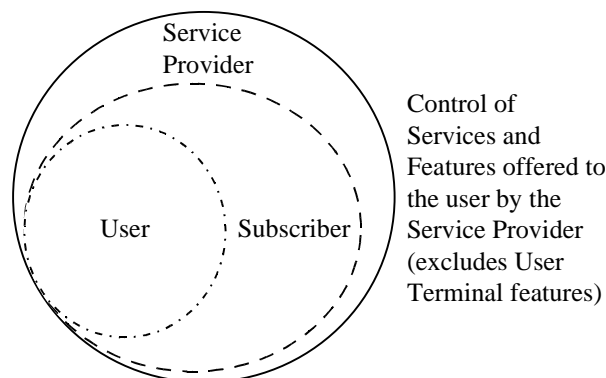 Service
Provider
User
Subscriber
Control of
Services and
Features offered to
the user by the
Service Provider
(excludes User
Terminal features)